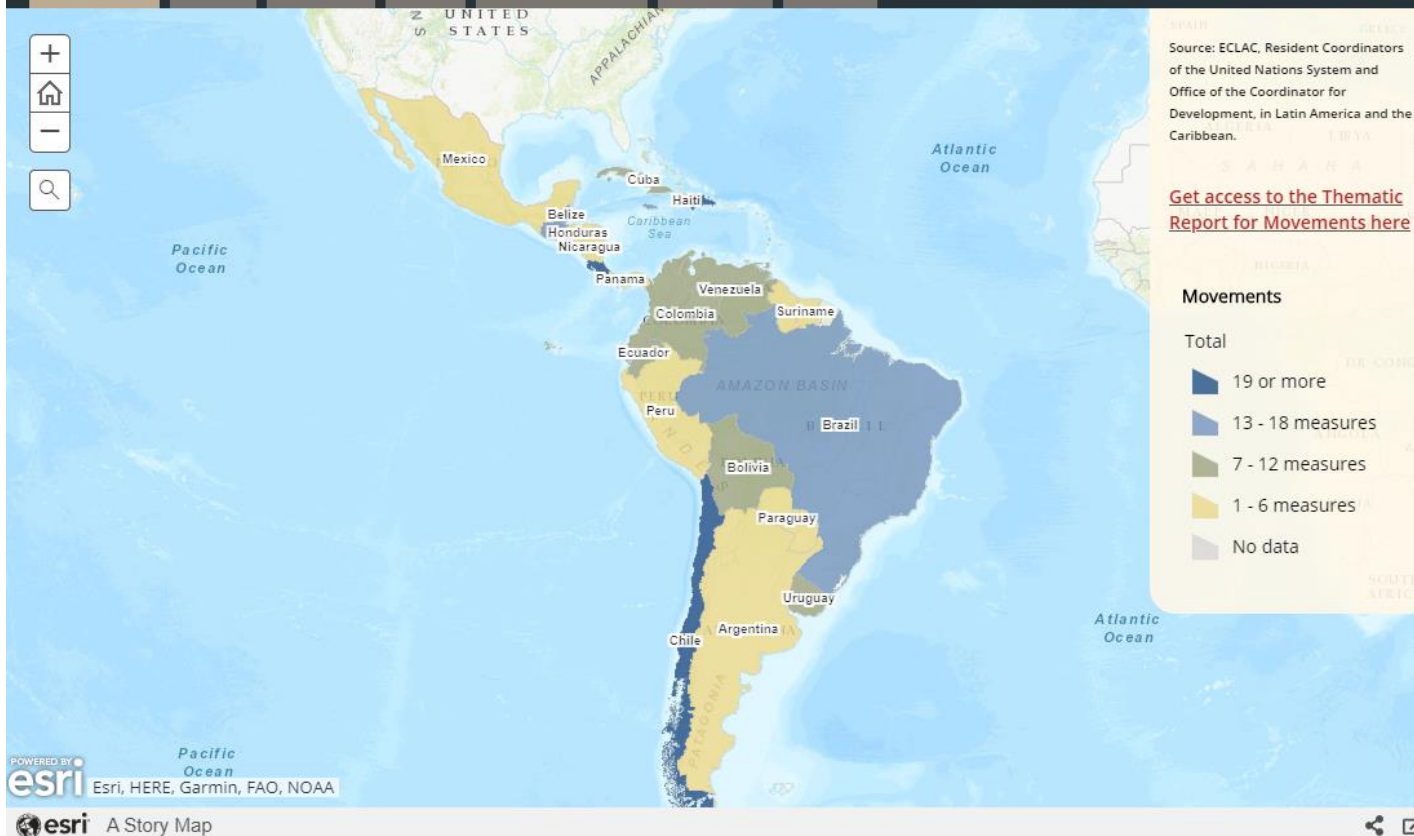 UNITED
STATES
APPALACHIAN
Mexico
Cuba
Haiti
Belize
Honduras
Nicaragua
Caribbean
Sea
Panama
Pacific
Ocean
Atlantic
Ocean
Venezuela
Colombia
Suriname
Ecuador
AMAZON BASIN
PERU
Peru
Brazil
Bolivia
Paraguay
Uruguay
Argentina
Chile
PATAGONIA
Atlantic
Ocean
Pacific
Ocean
Source: ECLAC, Resident Coordinators
of the United Nations System and
Office of the Coordinator for
Development, in Latin America and the
Caribbean.
SAHARA
Get access to the Thematic
Report for Movements here
Movements
Total
19 or more
13 - 18 measures
7 - 12 measures
1 - 6 measures
No data
POWERED BY
esri
Esri, HERE, Garmin, FAO, NOAA
esri A Story Map